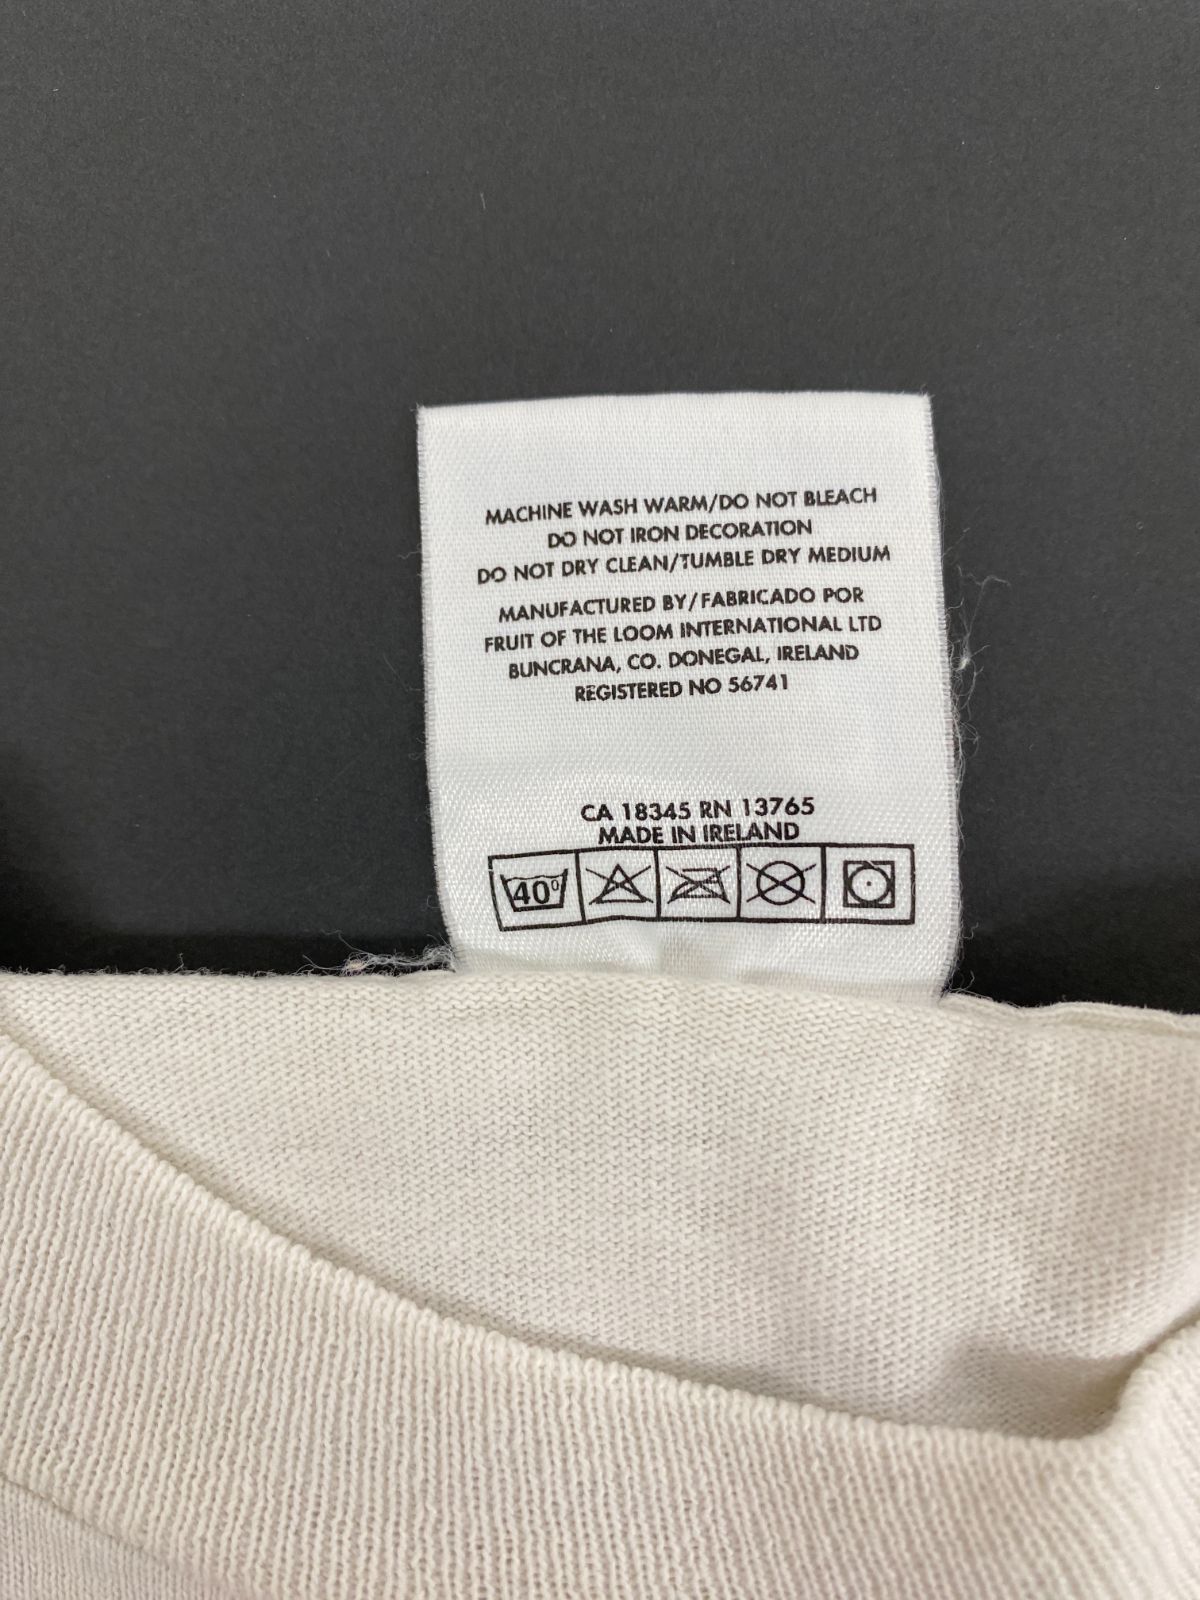 MACHINE WASH WARM/DO NOT BLEACH
DO NOT IRON DECORATION
DO NOT DRY CLEAN/TUMBLE DRY MEDIUM
MANUFACTURED BY/FABRICADO POR
FRUIT OF THE LOOM INTERNATIONAL LTD
BUNCRANA, CO. DONEGAL, IRELAND
REGISTERED NO 56741
CA 18345 RN 13765
MADE IN IRELAND
40°